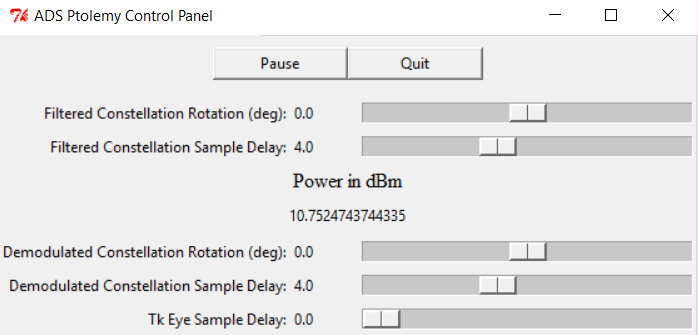 ADS Ptolemy Control Panel
Pause Quit
Filtered Constellation Rotation (deg): 0.0
Filtered Constellation Sample Delay: 4.0
Power in dBm
10.7524743744335
Demodulated Constellation Rotation (deg): 0.0
Demodulated Constellation Sample Delay: 4.0
Tk Eye Sample Delay: 0.0